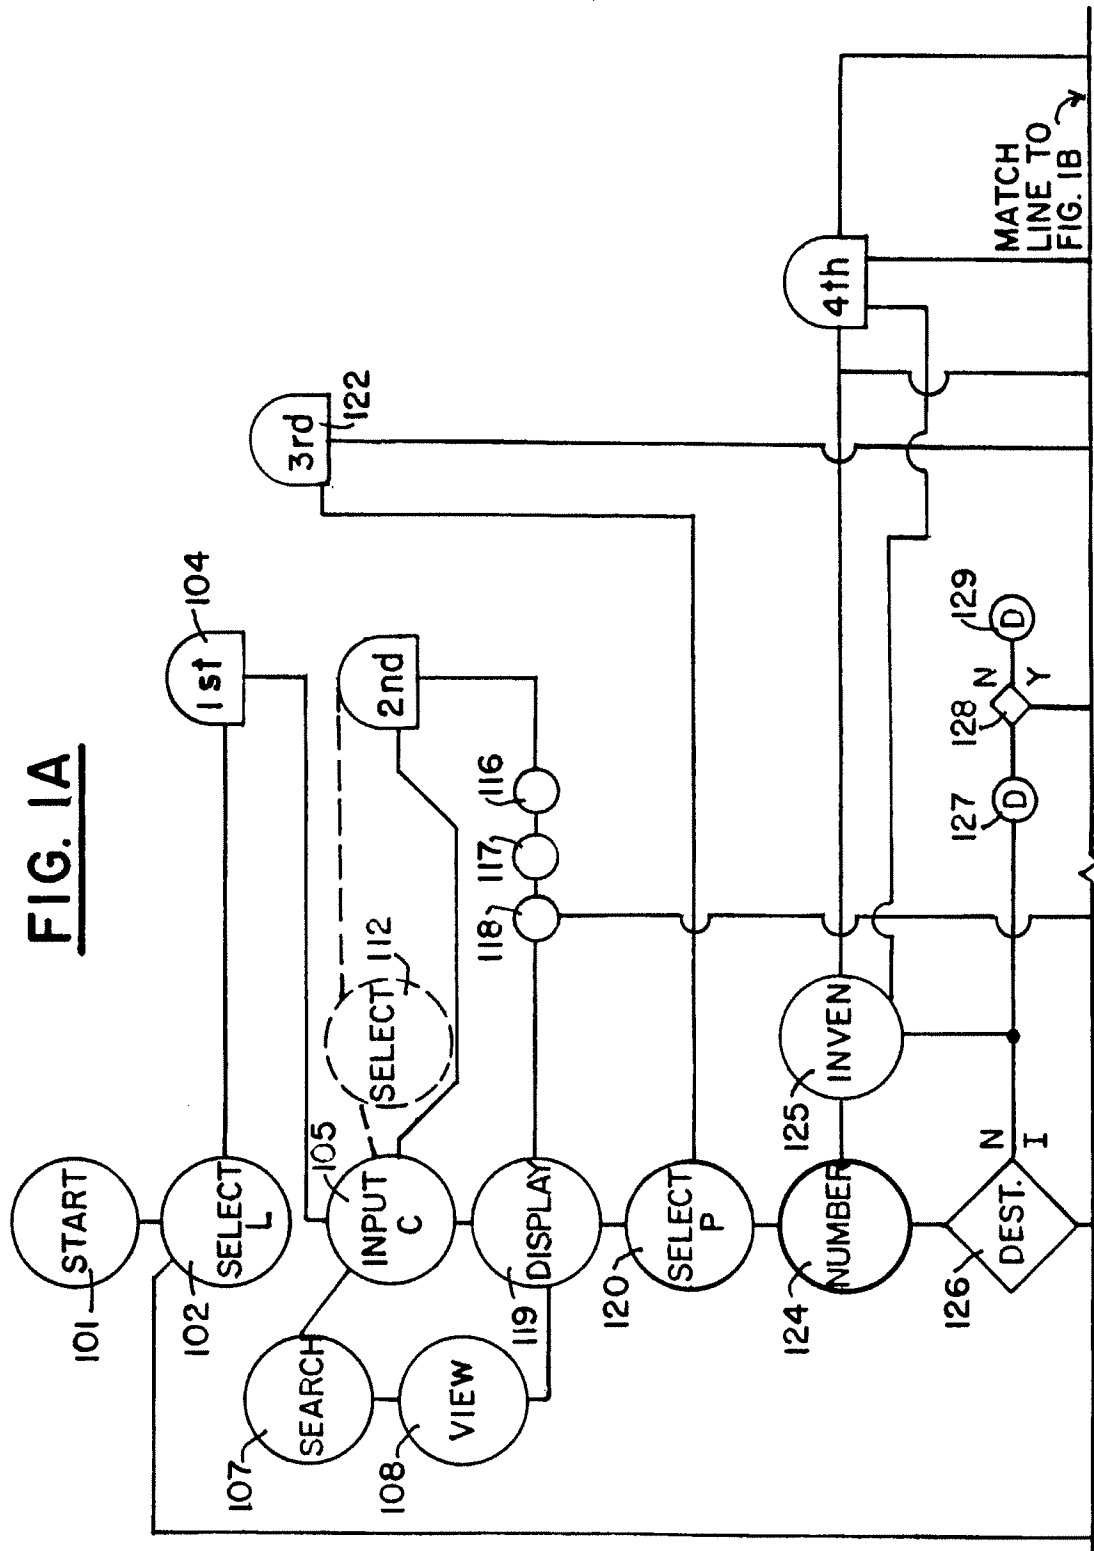 FIG. 1A
START
101
SELECT
L
102
1st
104
INPUT
C
105
SEARCH
107
VIEW
108
SELECT
112
2nd
DISPLAY
119
118
117
116
SELECT
P
120
3rd
122
NUMBER
124
INVEN
125
4th
DEST.
126
N
I
D
127
128
N
Y
D
129
MATCH
LINE TO
FIG. 1B